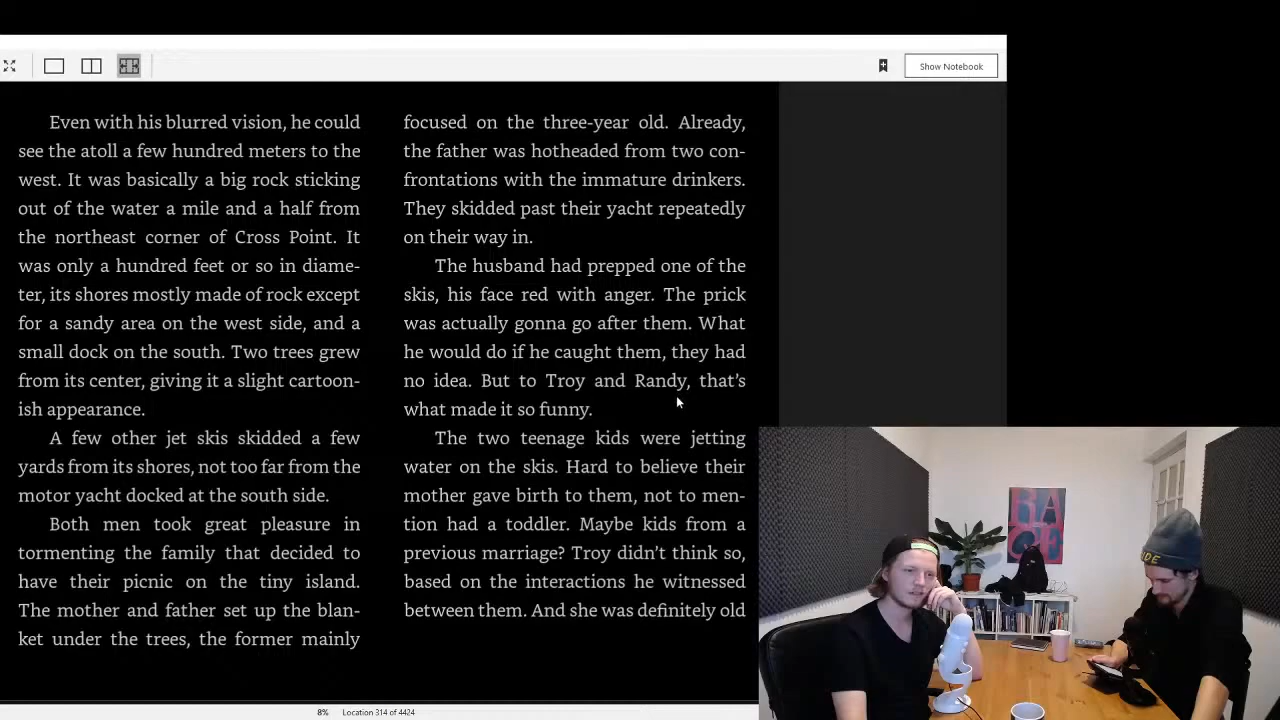 Show Notebook
Even with his blurred vision, he could
see the atoll a few hundred meters to the
west. It was basically a big rock sticking
out of the water a mile and a half from
the northeast corner of Cross Point. It
was only a hundred feet or so in diame-
ter, its shores mostly made of rock except
for a sandy area on the west side, and a
small dock on the south. Two trees grew
from its center, giving it a slight cartoon-
ish appearance.
A few other jet skis skidded a few
yards from its shores, not too far from the
motor yacht docked at the south side.
Both men took great pleasure in
tormenting the family that decided to
have their picnic on the tiny island.
The mother and father set up the blan-
ket under the trees, the former mainly
focused on the three-year old. Already,
the father was hotheaded from two con-
frontations with the immature drinkers.
They skidded past their yacht repeatedly
on their way in.
The husband had prepped one of the
skis, his face red with anger. The prick
was actually gonna go after them. What
he would do if he caught them, they had
no idea. But to Troy and Randy, that’s
what made it so funny.
The two teenage kids were jetting
water on the skis. Hard to believe their
mother gave birth to them, not to men-
tion had a toddler. Maybe kids from a
previous marriage? Troy didn’t think so,
based on the interactions he witnessed
between them. And she was definitely old
8% Location 314 of 4424